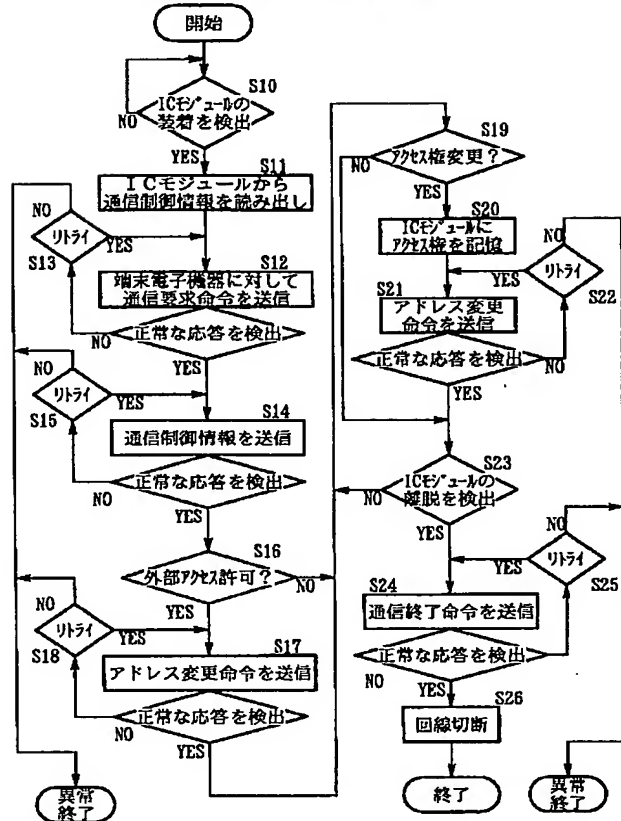 開始
S10
ICモジュールの
装着を検出
NO
YES
S11
ICモジュールから
通信制御情報を読み出し
NO
リトライ
YES
S13
S12
端末電子機器に対して
通信要求命令を送信
正常な応答を検出
NO
YES
NO
リトライ
YES
S15
S14
通信制御情報を送信
正常な応答を検出
NO
YES
S16
外部アクセス許可?
NO
YES
NO
リトライ
YES
S18
S17
アドレス変更命令を送信
正常な応答を検出
NO
YES
異常
終了
S19
アクセス権変更?
NO
YES
S20
ICモジュールに
アクセス権を記憶
NO
リトライ
YES
S22
S21
アドレス変更
命令を送信
正常な応答を検出
NO
YES
S23
ICモジュールの
離脱を検出
NO
YES
NO
リトライ
YES
S25
S24
通信終了命令を送信
正常な応答を検出
NO
YES
S26
回線切断
終了
異常
終了